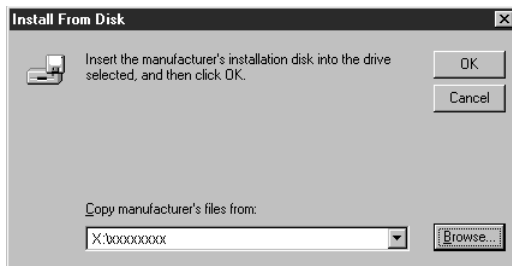 Install From Disk
Insert the manufacturer's installation disk into the drive
selected, and then click OK.
OK
Cancel
Copy manufacturer's files from:
X:\xxxxxxxx
Browse...